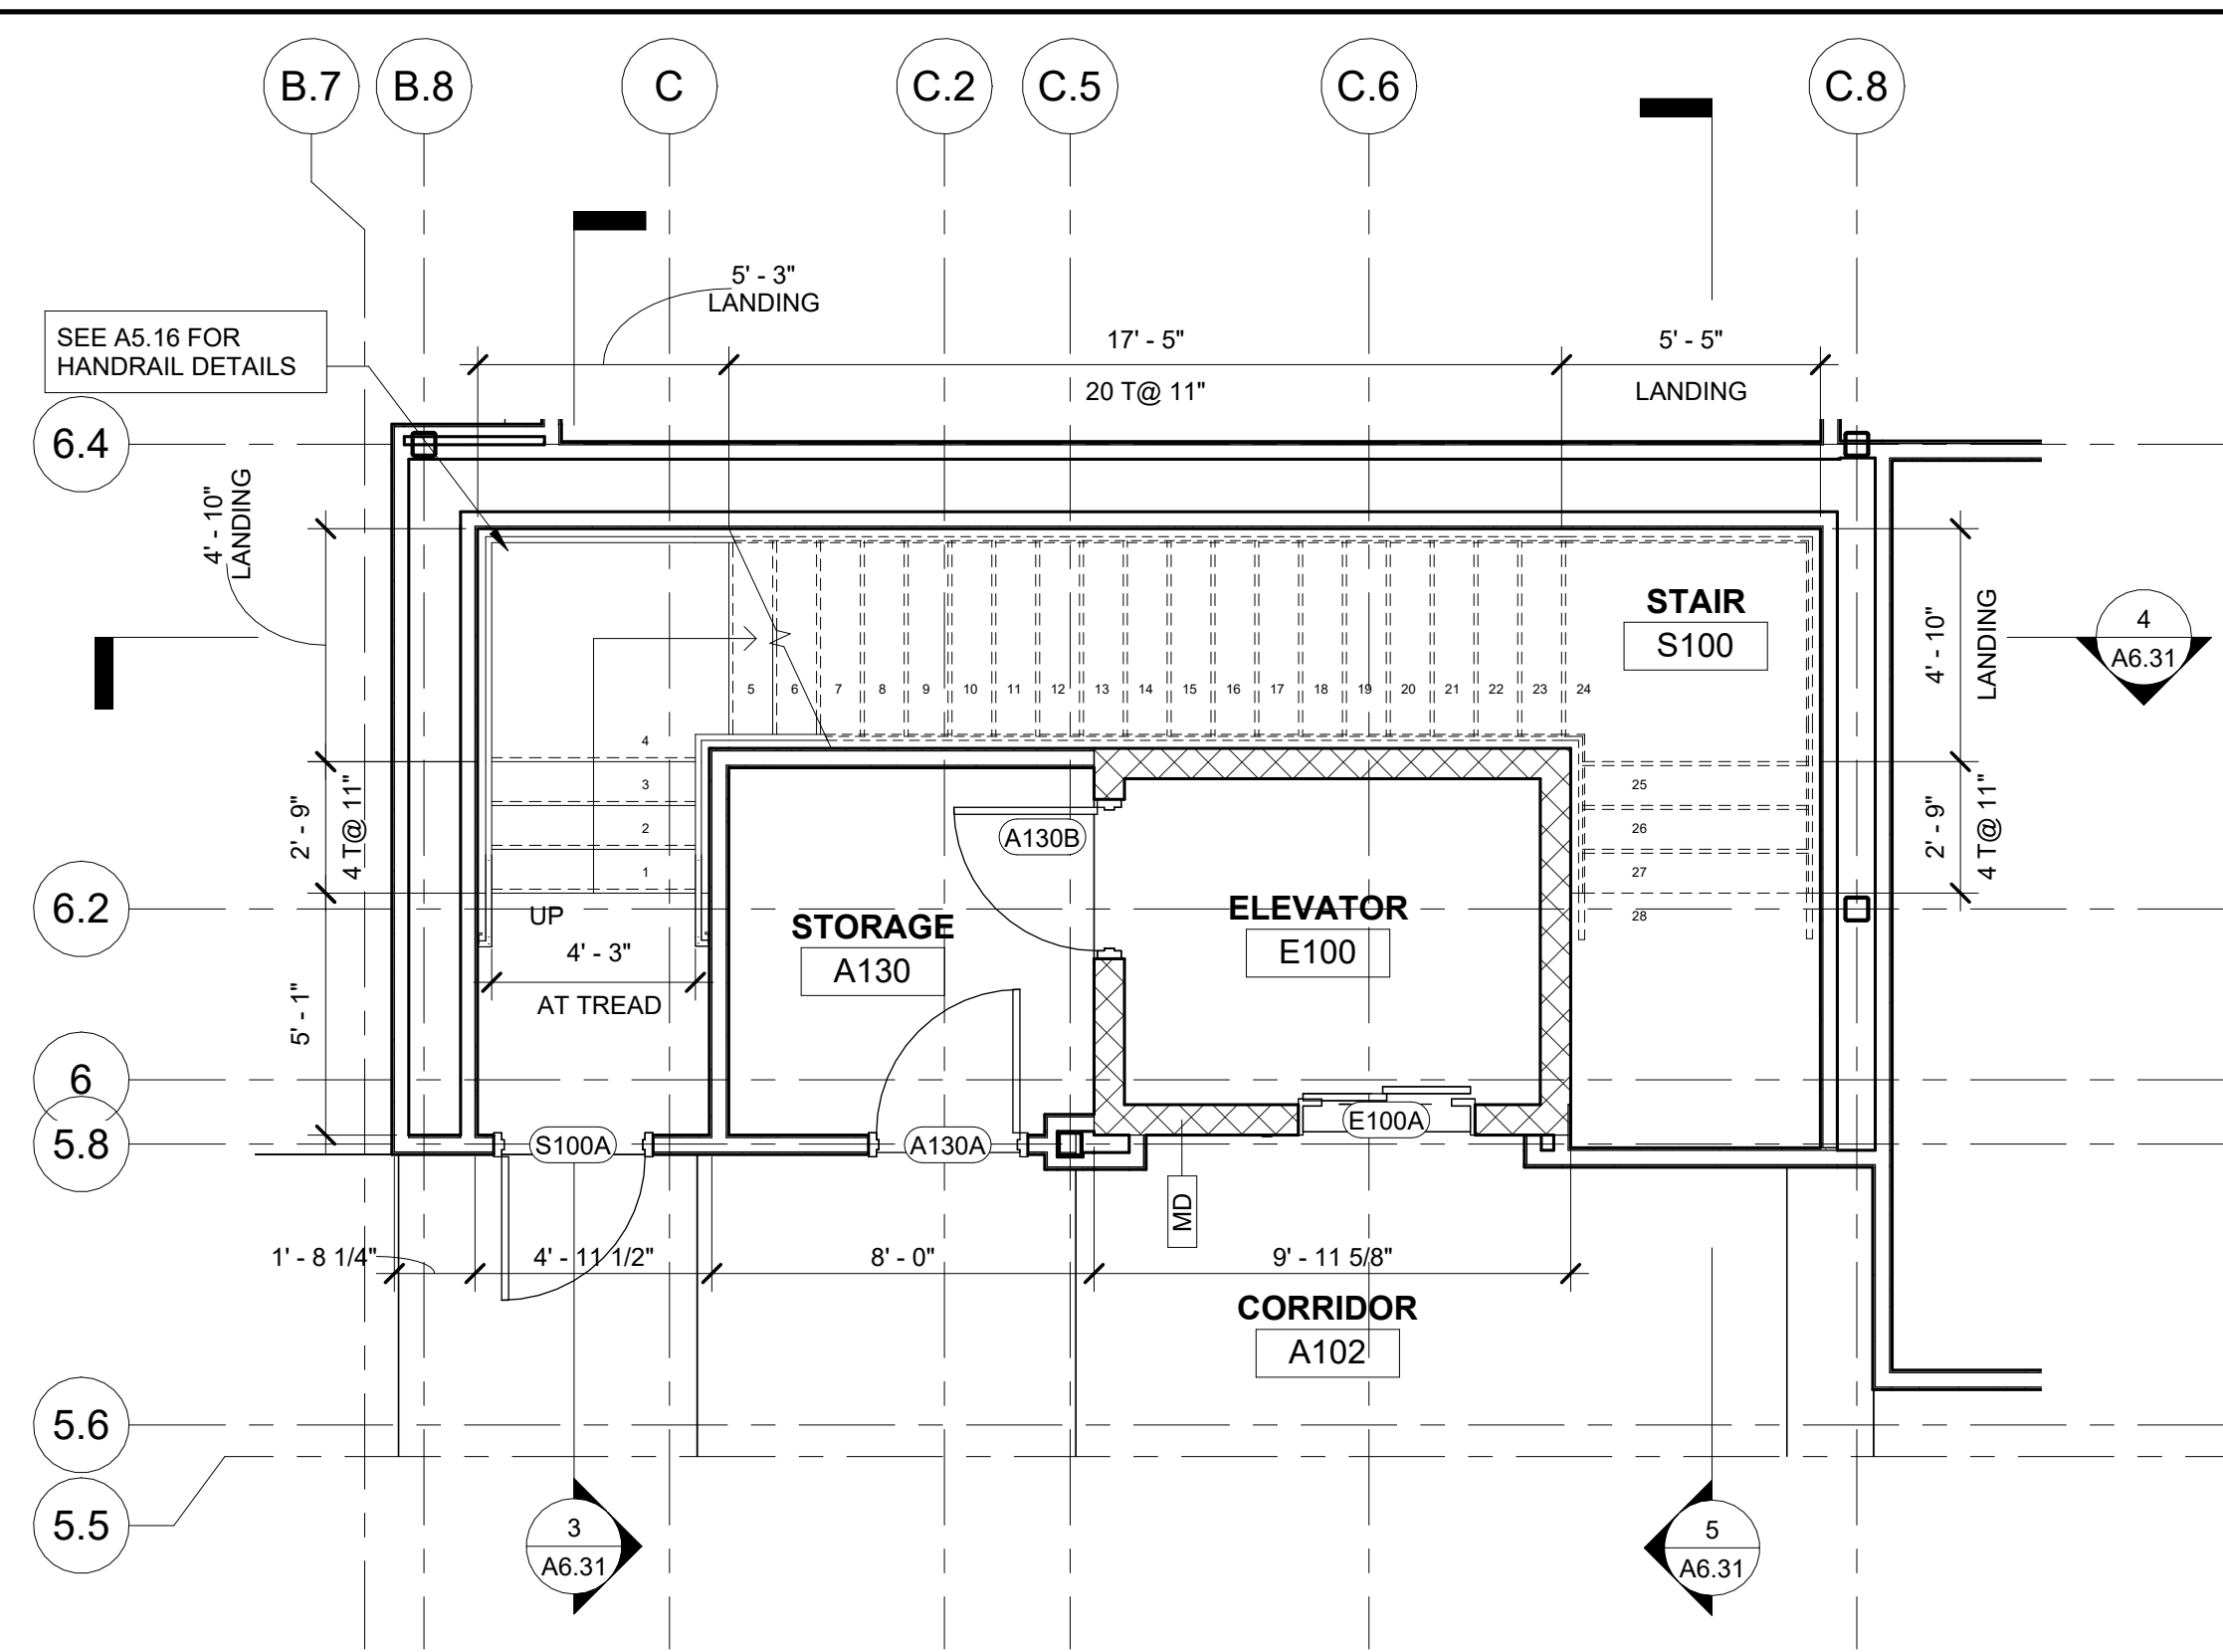 B.7
B.8
C
C.2
C.5
C.6
C.8
5' - 3"
LANDING
SEE A5.16 FOR
HANDRAIL DETAILS
17' - 5"
20 T@ 11"
5' - 5"
LANDING
6.4
4' - 10"
LANDING
STAIR
S100
4' - 10"
LANDING
4
A6.31
5
6
7
8
9
10
11
12
13
14
15
16
17
18
19
20
21
22
23
24
4
3
2
1
25
26
27
28
2' - 9"
4 T@ 11"
2' - 9"
4 T@ 11"
A130B
6.2
UP
4' - 3"
AT TREAD
STORAGE
A130
ELEVATOR
E100
5' - 1"
6
5.8
S100A
A130A
E100A
MD
1' - 8 1/4"
4' - 11 1/2"
8' - 0"
9' - 11 5/8"
CORRIDOR
A102
5.6
5.5
3
A6.31
5
A6.31